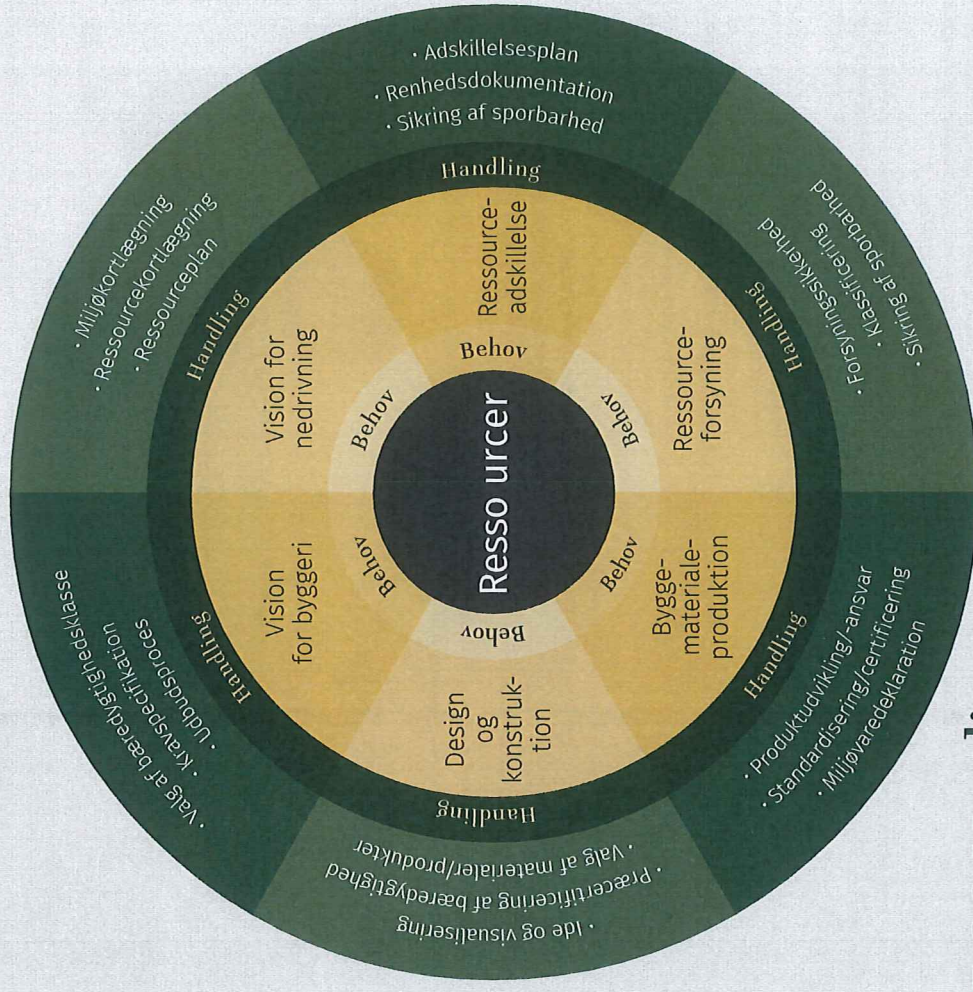 Ressourcer
Behov
Vision for
nedrivning
Handling
· Miljøkortlægning
· Ressourcekortlægning
· Ressourceplan
Behov
Ressource-
adskillelse
Handling
· Adskillelsesplan
· Renhedsdokumentation
· Sikring af sporbarhed
Behov
Ressource-
forsyning
Handling
· Forsyningssikkerhed
· Klassificering
· Sikring af sporbarhed
Behov
Bygge-
materiale-
produktion
Handling
· Produktudvikling/-ansvar
· Standardisering/certificering
· Miljøvaredeklaration
Behov
Design
og
konstruk-
tion
Handling
· Ide og visualisering
· Præcertificering af bæredygtighed
· Valg af materialer/produkter
Behov
Vision
for byggeri
Handling
· Valg af bæredygtighedsklasse
· Kravspecifikation
· Udbudsproces